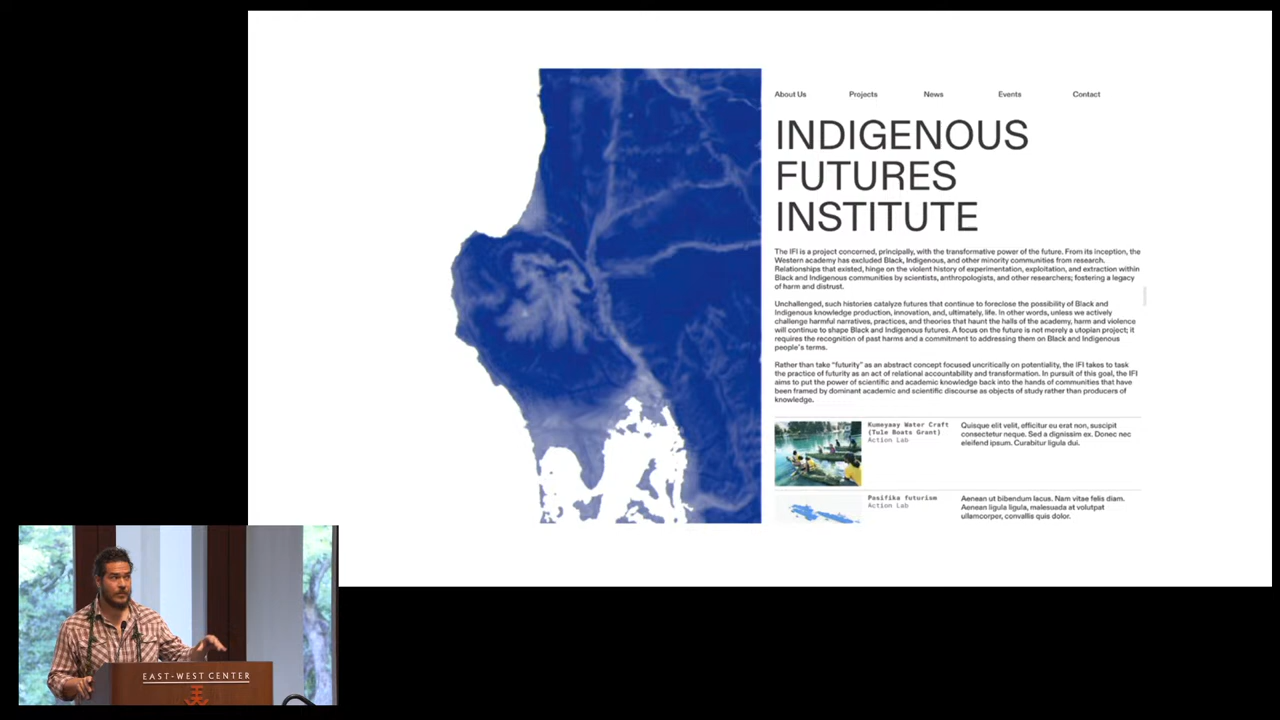 About Us Projects News Events Contact
INDIGENOUS
FUTURES
INSTITUTE
The IFI is a project concerned, principally, with the transformative power of the future. From its inception, the
Western academy has excluded Black, Indigenous, and other minority communities from research.
Relationships that existed, hinge on the violent history of experimentation, exploitation, and extraction within
Black and Indigenous communities by scientists, anthropologists, and other researchers; fostering a legacy
of harm and distrust.
Unchallenged, such histories catalyze futures that continue to foreclose the possibility of Black and
Indigenous knowledge production, innovation, and, ultimately, life. In other words, unless we actively
challenge harmful narratives, practices, and theories that haunt the halls of the academy, harm and violence
will continue to shape Black and Indigenous futures. A focus on the future is not merely a utopian project; it
requires the recognition of past harms and a commitment to addressing them on Black and Indigenous
people's terms.
Rather than take "futurity" as an abstract concept focused uncritically on potentiality, the IFI takes to task
the practice of futurity as an act of relational accountability and transformation. In pursuit of this goal, the IFI
aims to put the power of scientific and academic knowledge back into the hands of communities that have
been framed by dominant academic and scientific discourse as objects of study rather than producers of
knowledge.
Kumeyaay Water Craft
(Tule Boats Grant)
Action Lab
Quisque elit velit, efficitur eu erat non, suscipit
consectetur neque. Sed a dignissim ex. Donec nec
eleifend ipsum. Curabitur ligula dui.
Pasifika futurism
Action Lab
Aenean ut bibendum lacus. Nam vitae felis diam.
Aenean ligula ligula, malesuada at volutpat
ullamcorper, convallis quis dolor.
EAST-WEST CENTER